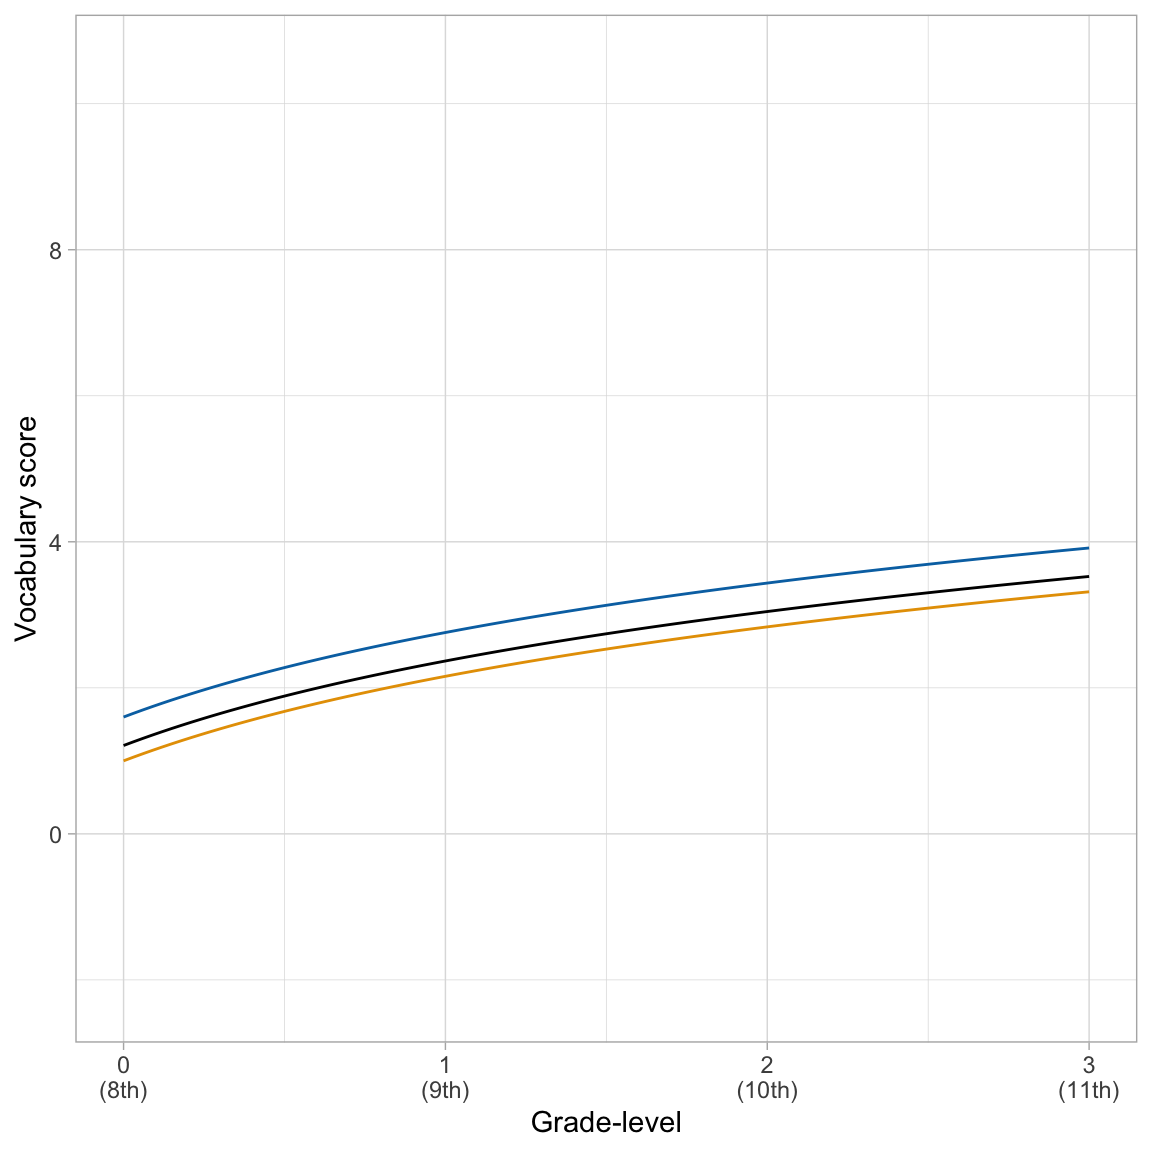 Vocabulary score
8
4
0
0 1 2 3
(8th) (9th) (10th) (11th)
Grade-level